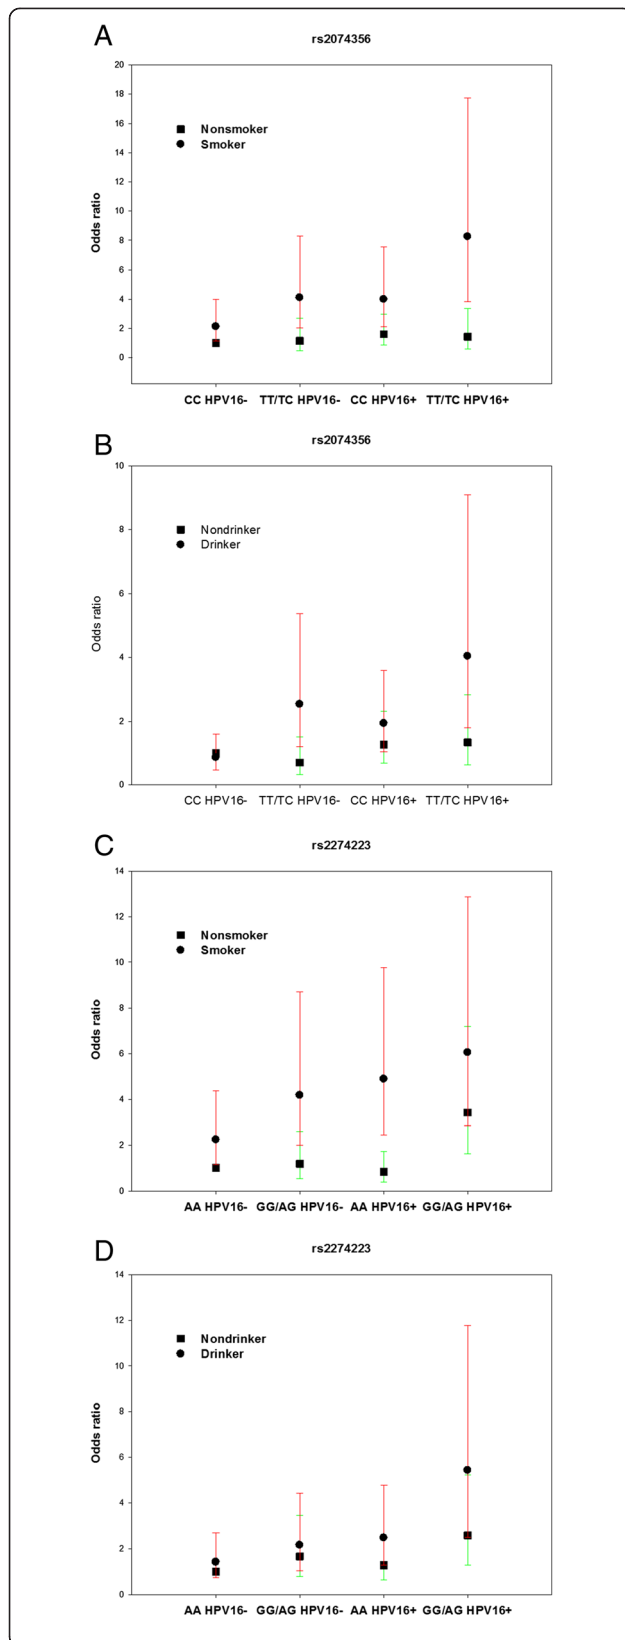 A
rs2074356
20
18
16
14
12
10
8
6
4
2
0
Odds ratio
Nonsmoker
Smoker
CC HPV16- TT/TC HPV16- CC HPV16+ TT/TC HPV16+
B
rs2074356
10
8
6
4
2
0
Odds ratio
Nondrinker
Drinker
CC HPV16- TT/TC HPV16- CC HPV16+ TT/TC HPV16+
C
rs2274223
14
12
10
8
6
4
2
0
Odds ratio
Nonsmoker
Smoker
AA HPV16- GG/AG HPV16- AA HPV16+ GG/AG HPV16+
D
rs2274223
14
12
10
8
6
4
2
0
Odds ratio
Nondrinker
Drinker
AA HPV16- GG/AG HPV16- AA HPV16+ GG/AG HPV16+